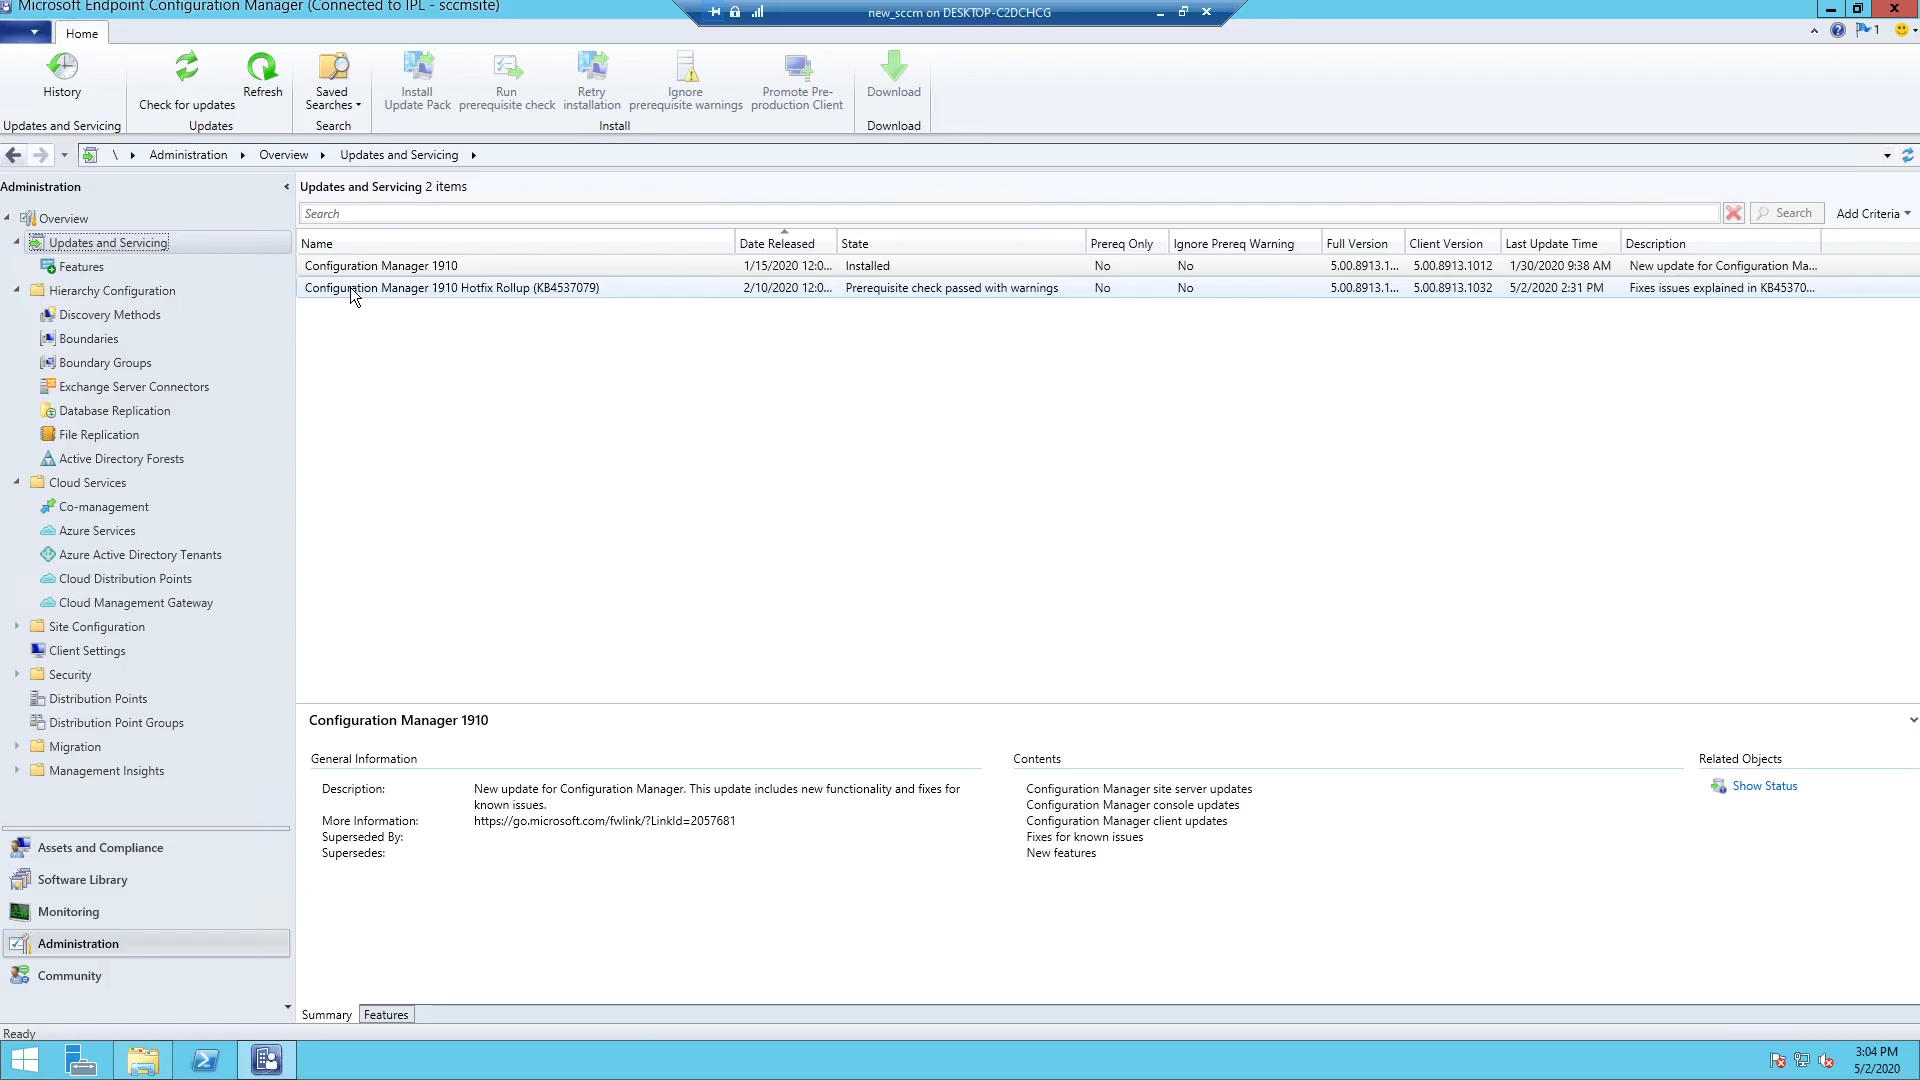 Microsoft Endpoint Configuration Manager (Connected to IPL - sccmsite)
new_sccm on DESKTOP-C2DCHCG
Home
1
History
Check for updates
Refresh
Saved Searches
Install Update Pack
Run prerequisite check
Retry installation
Ignore prerequisite warnings
Promote Pre-production Client
Download
Updates and Servicing
Updates
Search
Install
Download
\ Administration Overview Updates and Servicing
Administration
Overview
Updates and Servicing
Features
Hierarchy Configuration
Discovery Methods
Boundaries
Boundary Groups
Exchange Server Connectors
Database Replication
File Replication
Active Directory Forests
Cloud Services
Co-management
Azure Services
Azure Active Directory Tenants
Cloud Distribution Points
Cloud Management Gateway
Site Configuration
Client Settings
Security
Distribution Points
Distribution Point Groups
Migration
Management Insights
Assets and Compliance
Software Library
Monitoring
Administration
Community
Updates and Servicing 2 items
Search
Search
Add Criteria
Name Date Released State Prereq Only Ignore Prereq Warning Full Version Client Version Last Update Time Description
Configuration Manager 1910 1/15/2020 12:0... Installed No No 5.00.8913.1... 5.00.8913.1012 1/30/2020 9:38 AM New update for Configuration Ma...
Configuration Manager 1910 Hotfix Rollup (KB4537079) 2/10/2020 12:0... Prerequisite check passed with warnings No No 5.00.8913.1... 5.00.8913.1032 5/2/2020 2:31 PM Fixes issues explained in KB45370...
Configuration Manager 1910
General Information
Description: New update for Configuration Manager. This update includes new functionality and fixes for
known issues.
More Information: https://go.microsoft.com/fwlink/?LinkId=2057681
Superseded By:
Supersedes:
Contents
Configuration Manager site server updates
Configuration Manager console updates
Configuration Manager client updates
Fixes for known issues
New features
Related Objects
Show Status
Summary Features
Ready
3:04 PM
5/2/2020